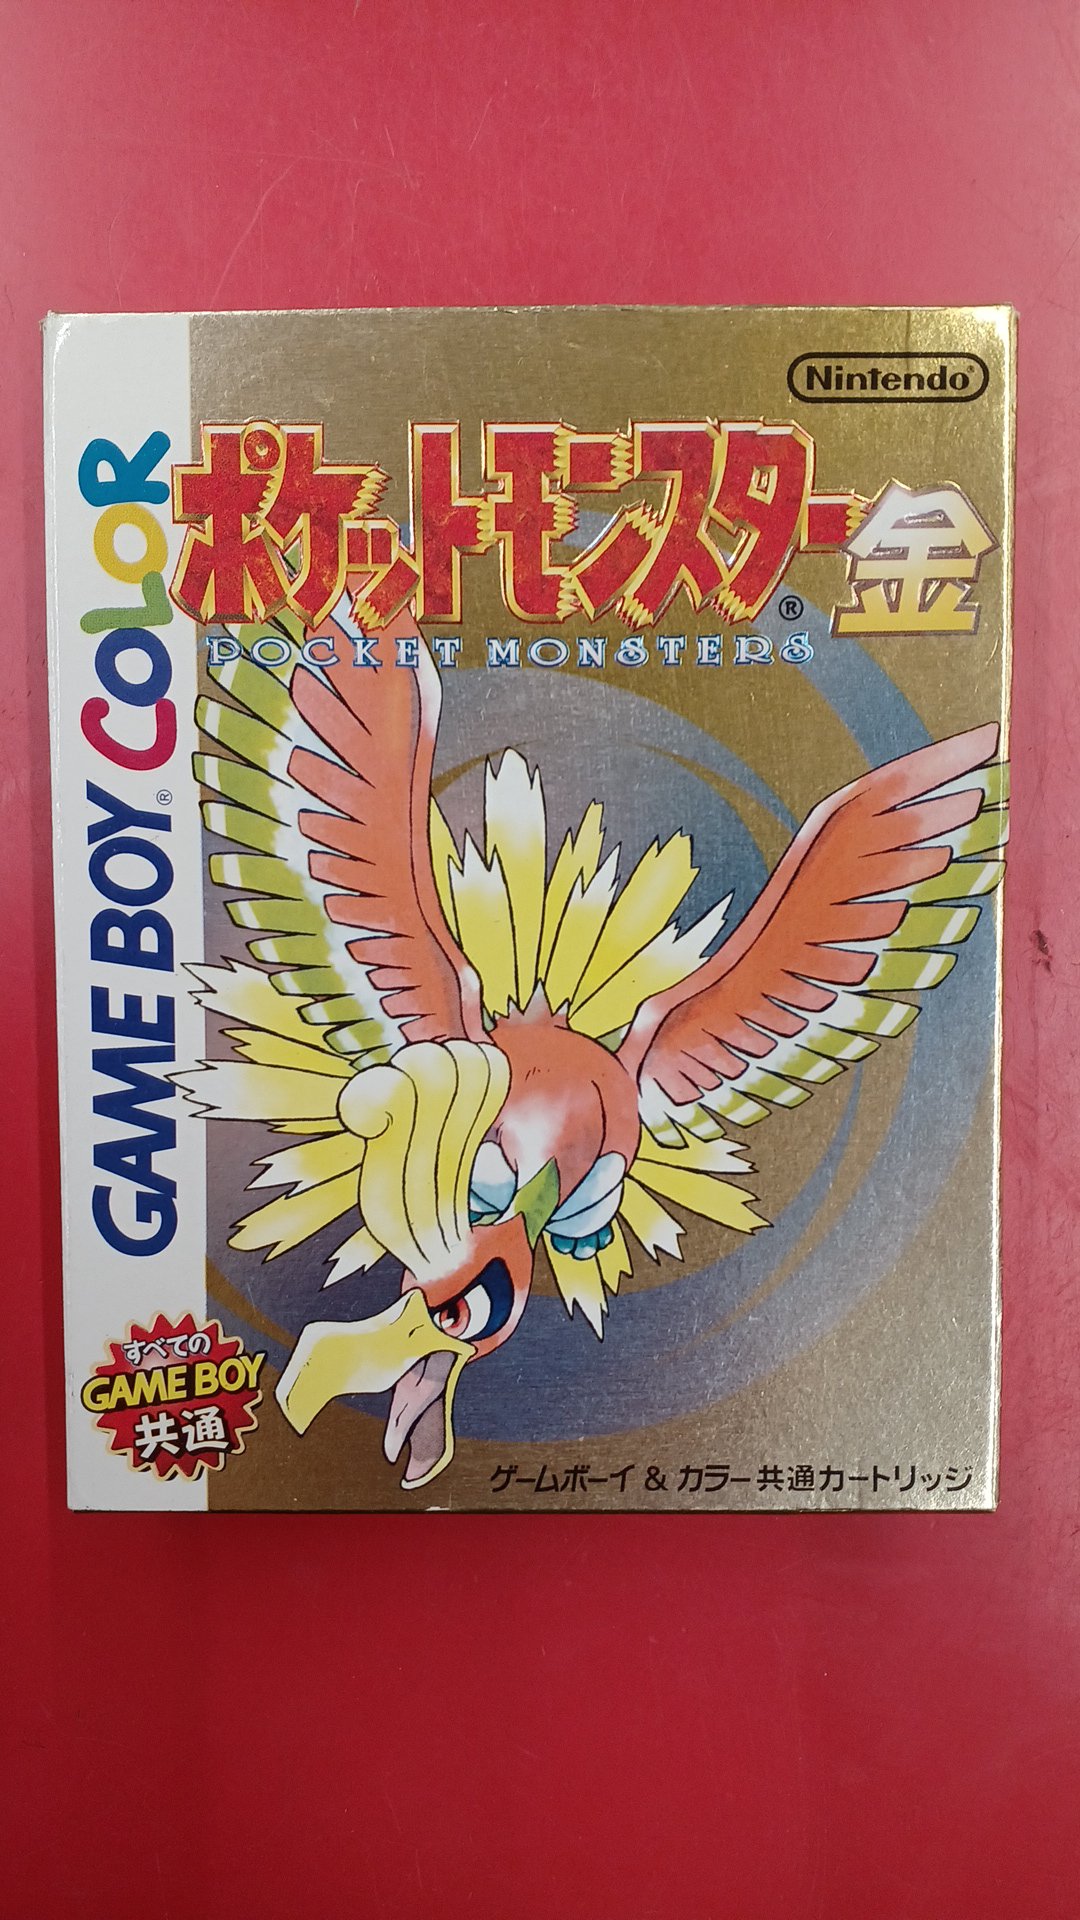 Nintendo®
ポケットモンスター金
®
POCKET MONSTERS
GAME BOY® COLOR
すべての
GAME BOY
共通
ゲームボーイ & カラー共通カートリッジ